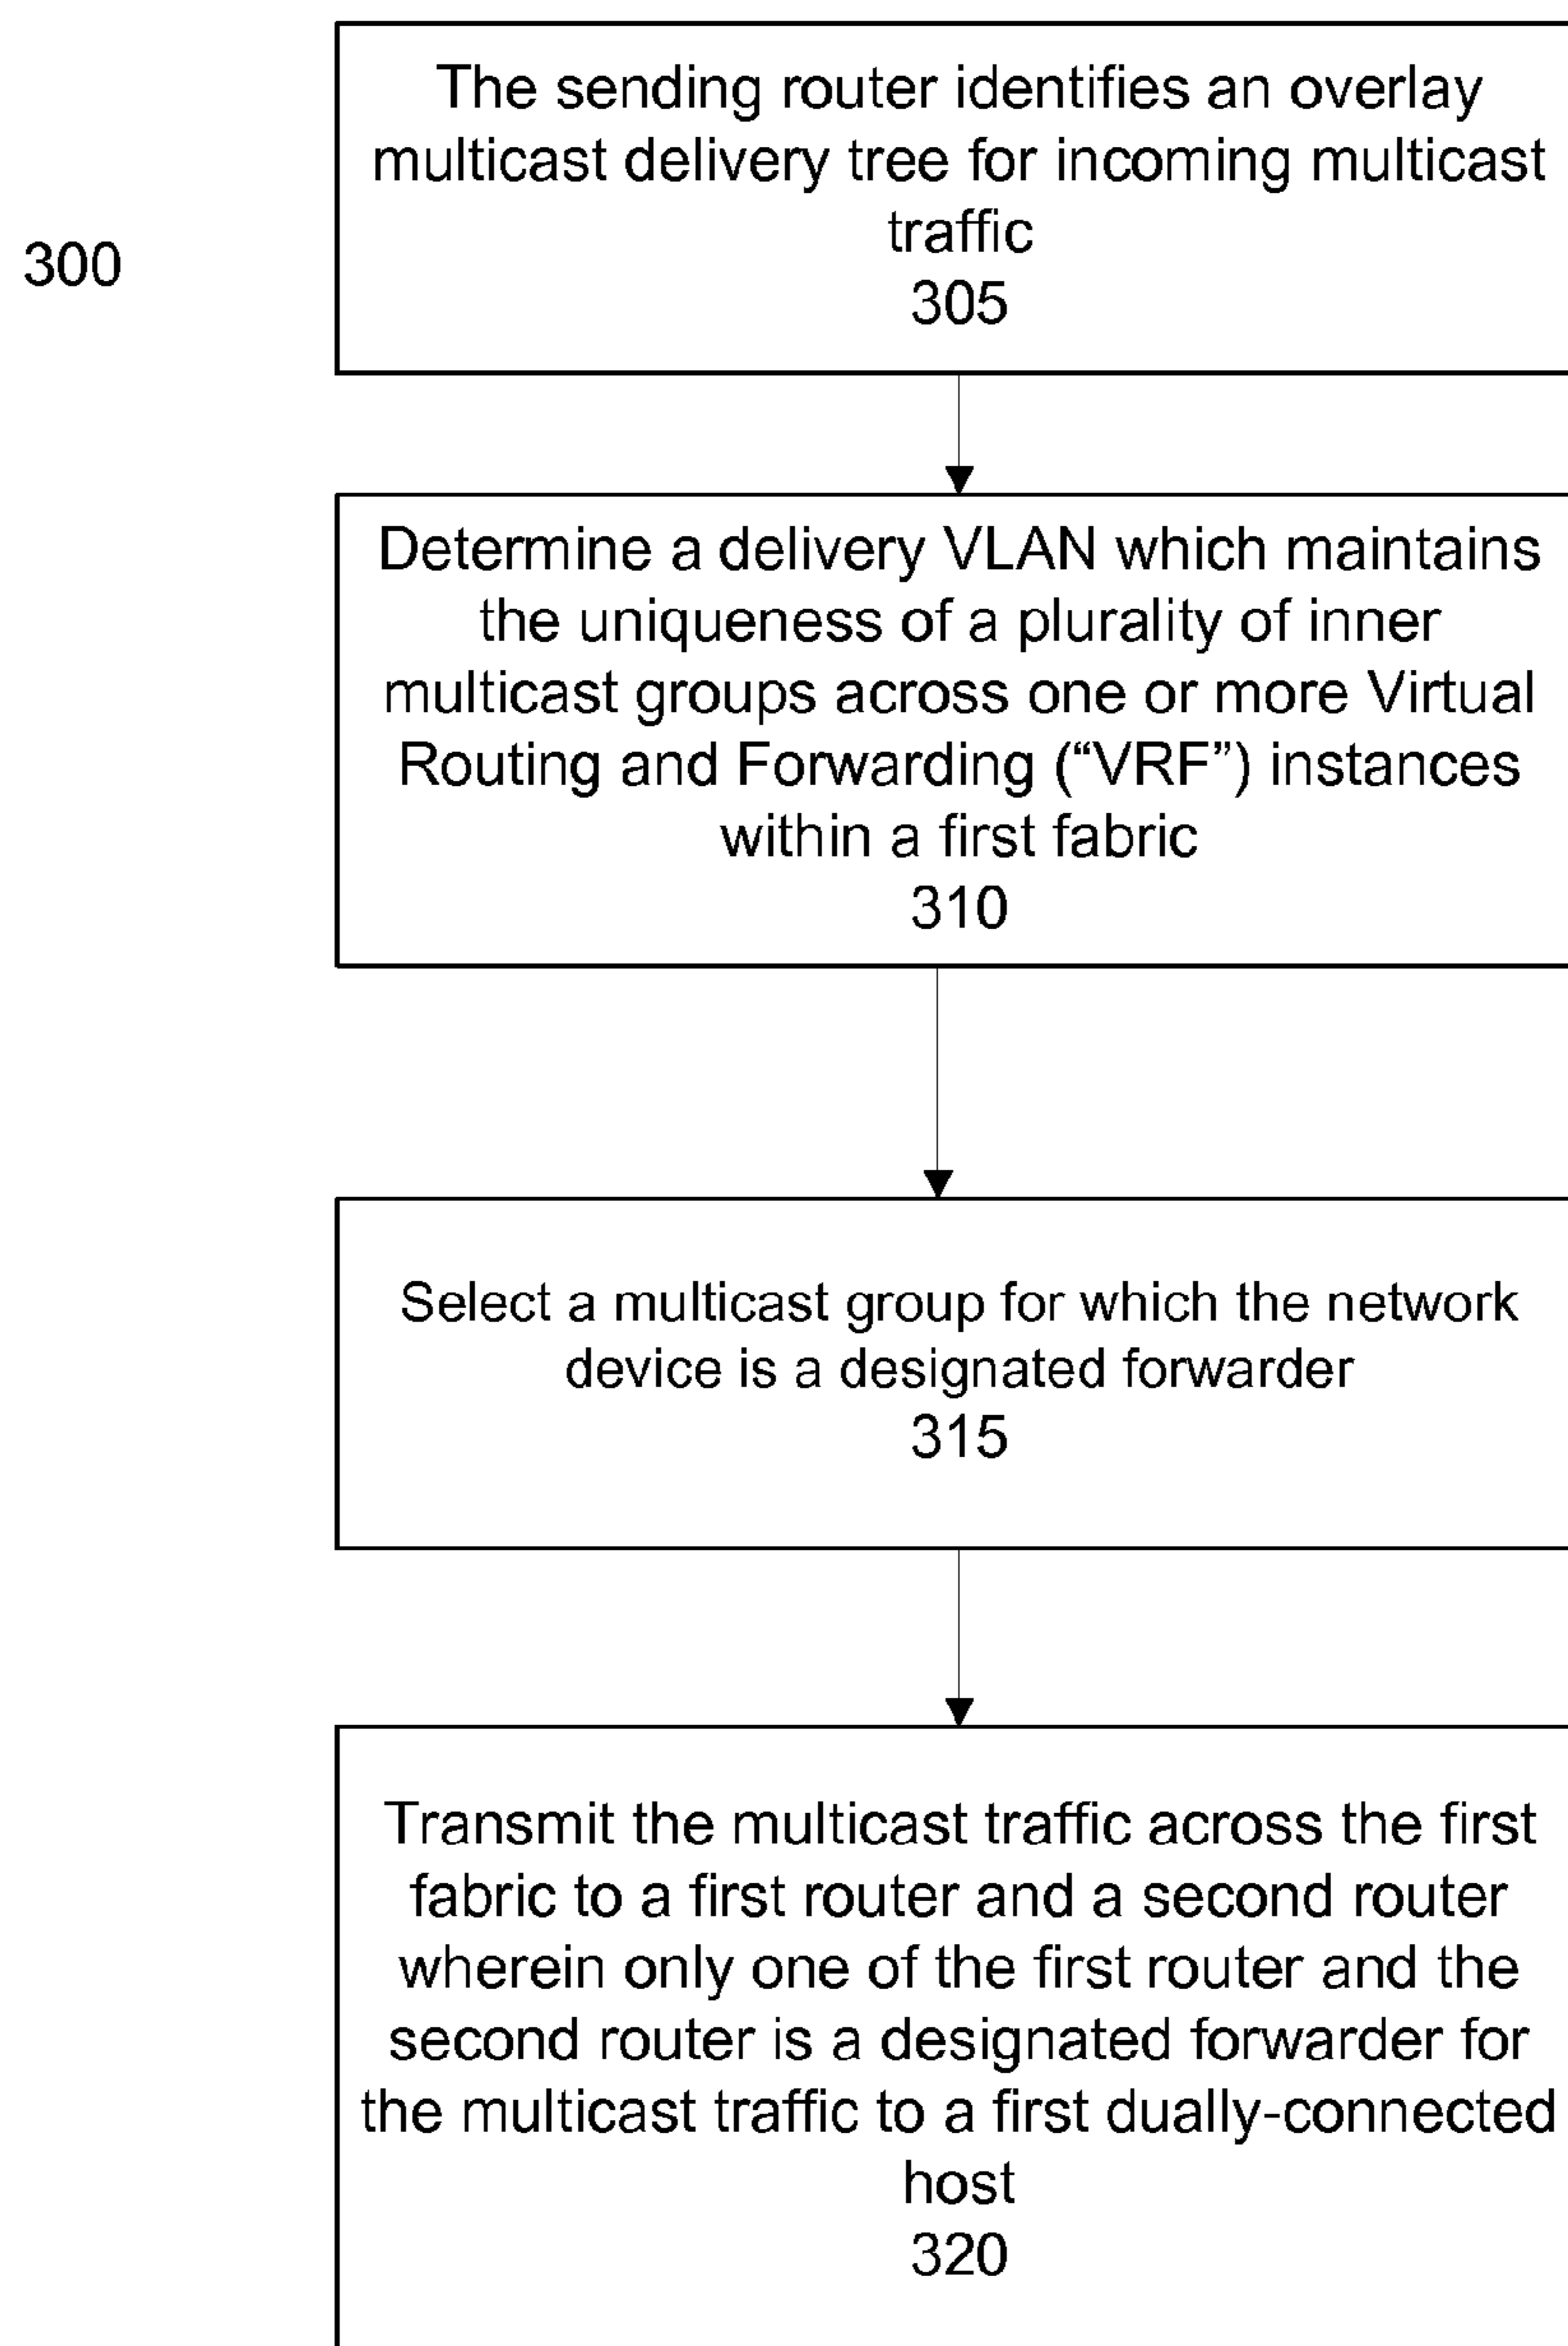 The sending router identifies an overlay
multicast delivery tree for incoming multicast
traffic
300
305
Determine a delivery VLAN which maintains
the uniqueness of a plurality of inner
multicast groups across one or more Virtual
Routing and Forwarding (“VRF”) instances
within a first fabric
310
Select a multicast group for which the network
device is a designated forwarder
315
Transmit the multicast traffic across the first
fabric to a first router and a second router
wherein only one of the first router and the
second router is a designated forwarder for
the multicast traffic to a first dually-connected
host
320